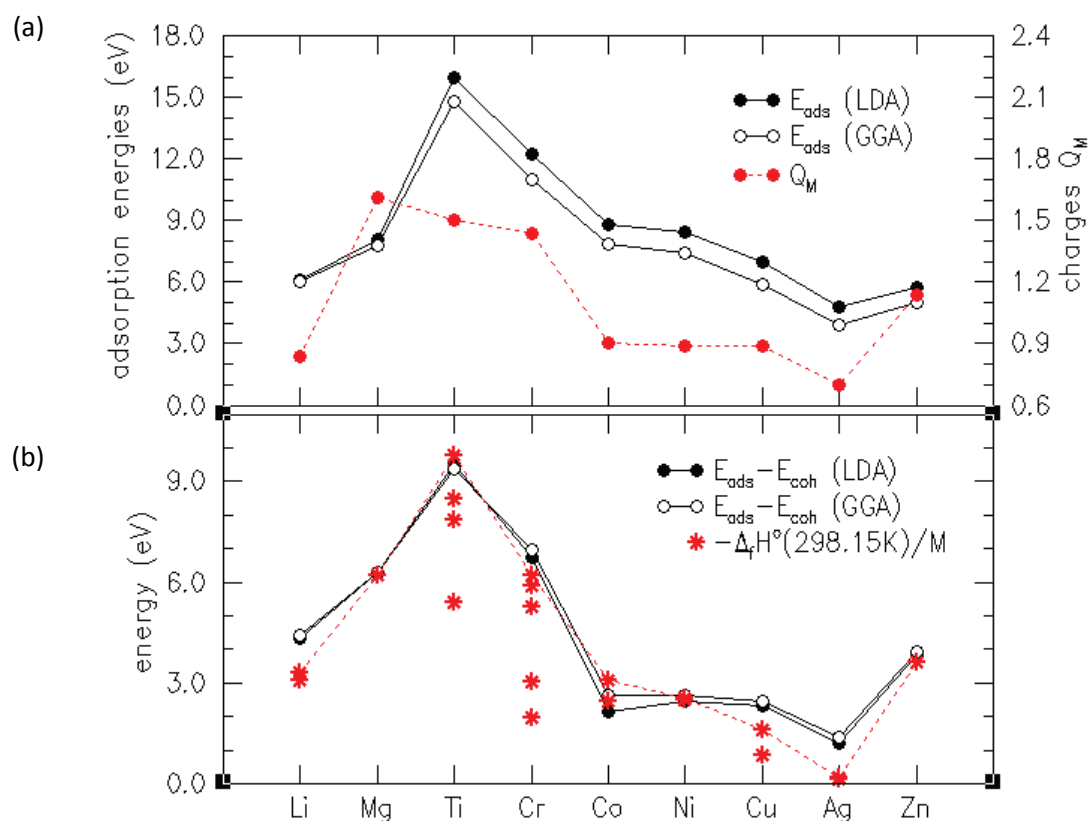 (a)
adsorption energies (eV)
18.0
15.0
12.0
9.0
6.0
3.0
0.0
E_ads (LDA)
E_ads (GGA)
Q_M
2.4
2.1
1.8
1.5
1.2
0.9
0.6
charges Q_M
(b)
energy (eV)
9.0
6.0
3.0
0.0
E_ads−E_coh (LDA)
E_ads−E_coh (GGA)
−Δ_fH°(298.15K)/M
Li Mg Ti Cr Co Ni Cu Ag Zn